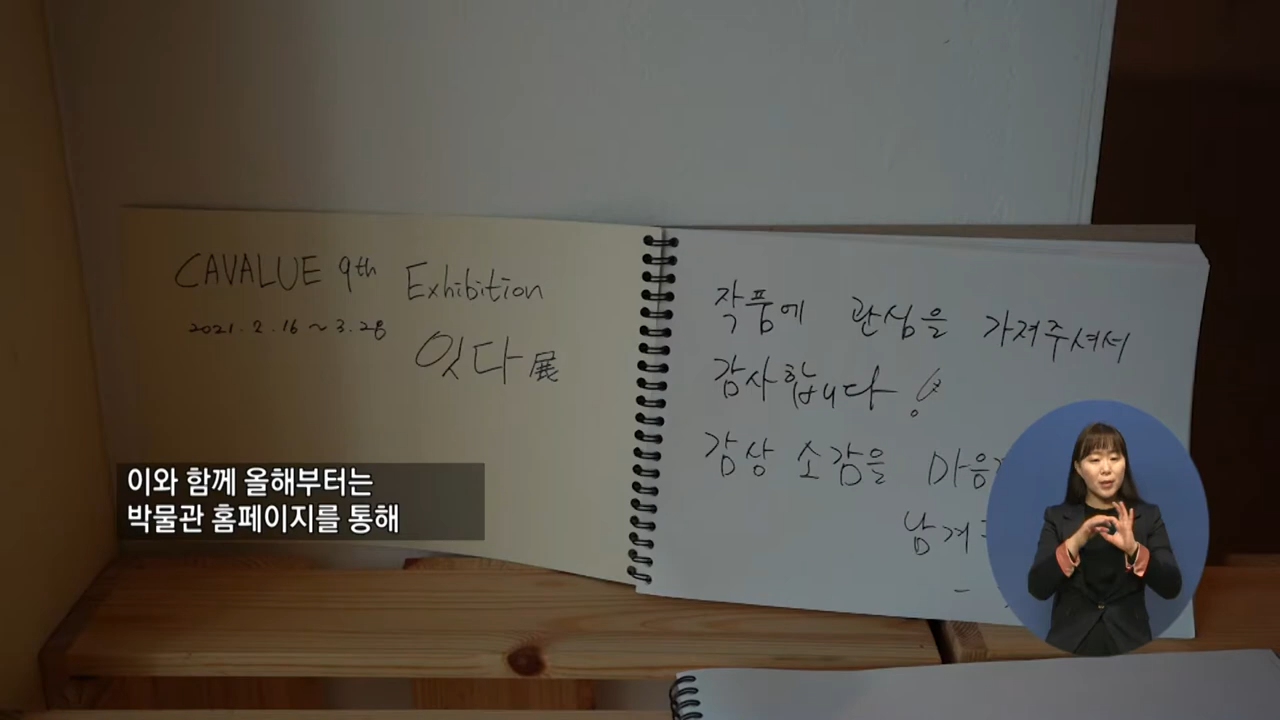 CAVALUE 9th Exhibition
2021. 2. 16 ~ 3. 28
잇다 展
작품에 관심을 가져주셔서
감사합니다!
감상 소감을
남겨
이와 함께 올해부터는
박물관 홈페이지를 통해